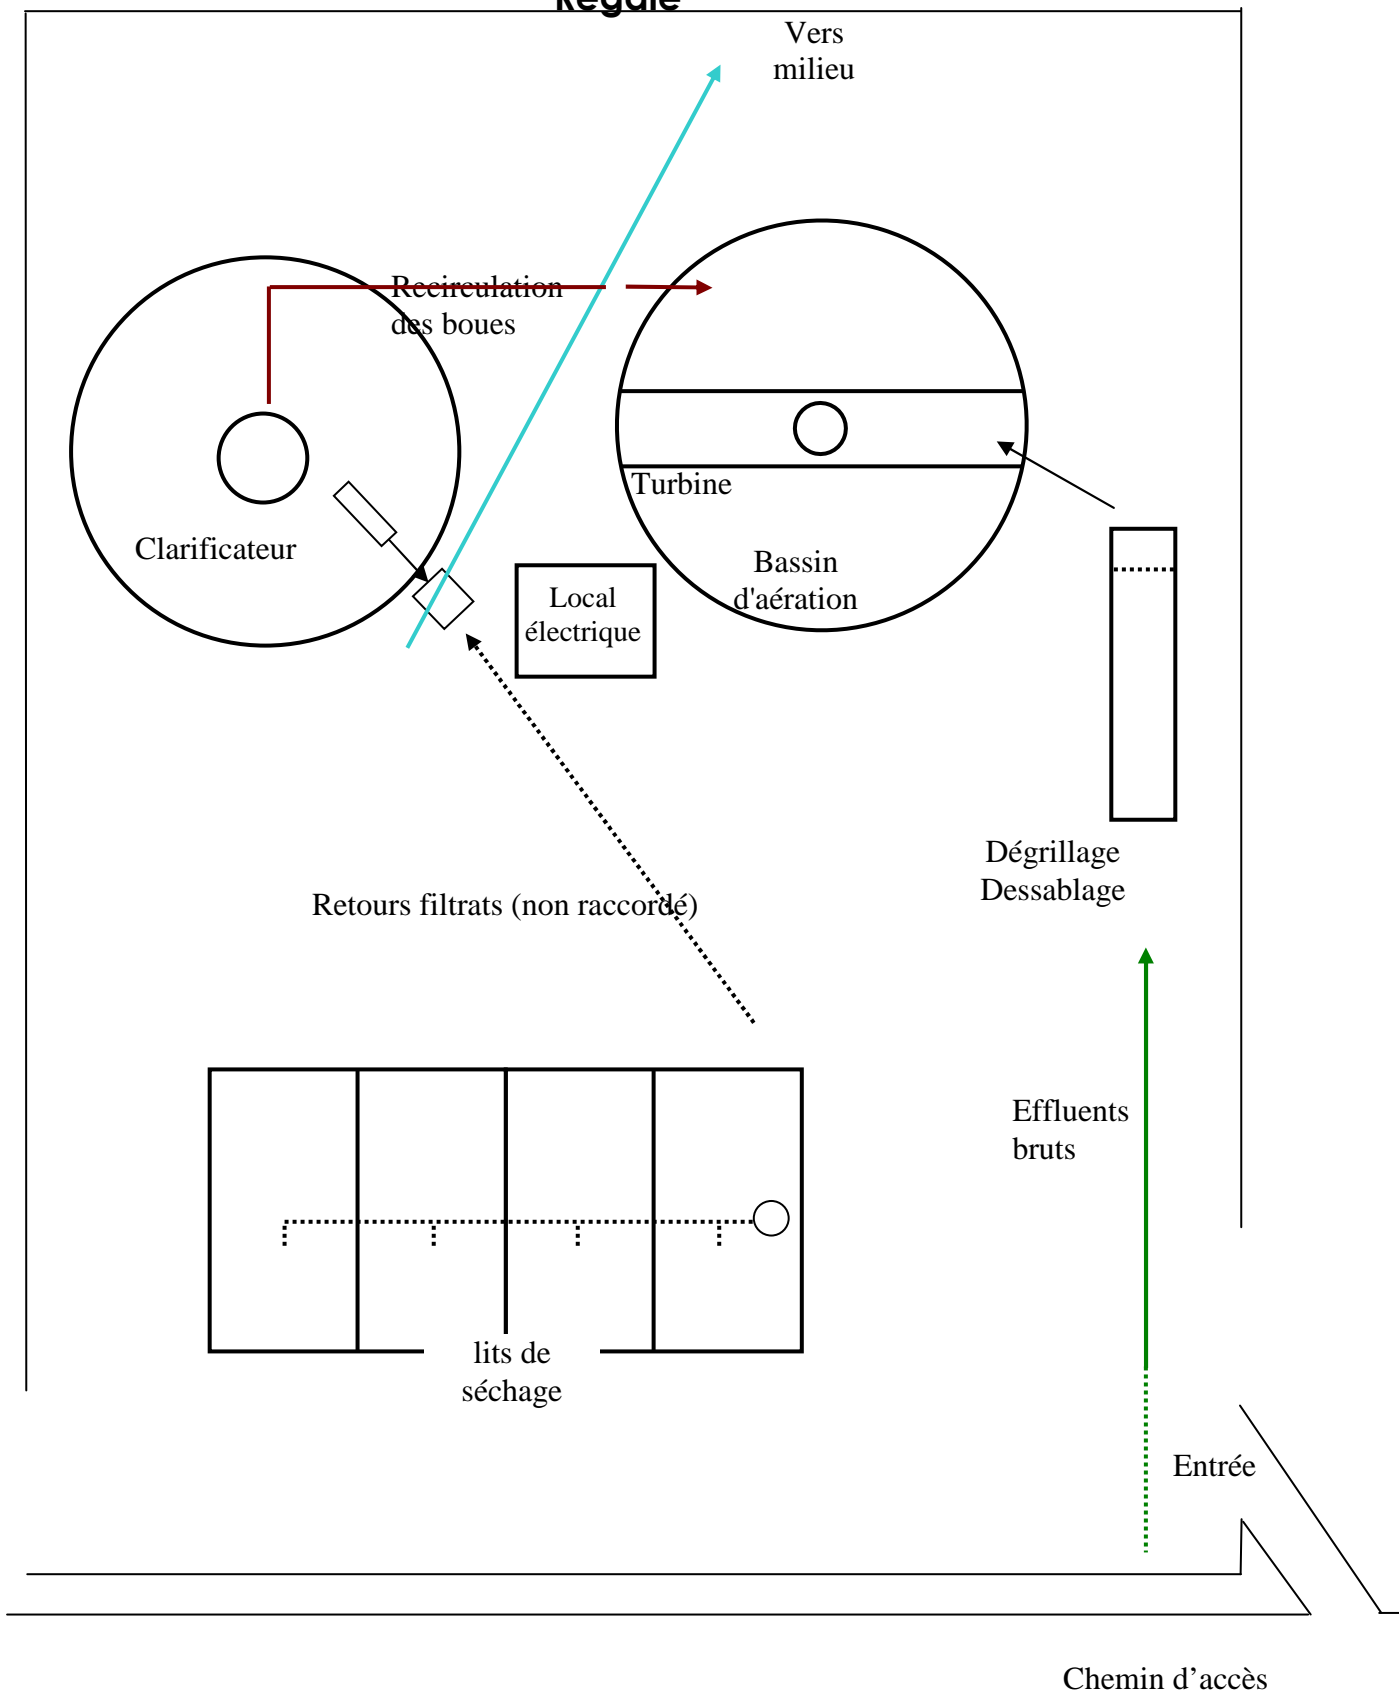 Régale
Vers
milieu
Recirculation
des boues
Turbine
Clarificateur
Bassin
d'aération
Local
électrique
Dégrillage
Dessablage
Retours filtrats (non raccordé)
Effluents
bruts
lits de
séchage
Entrée
Chemin d’accès